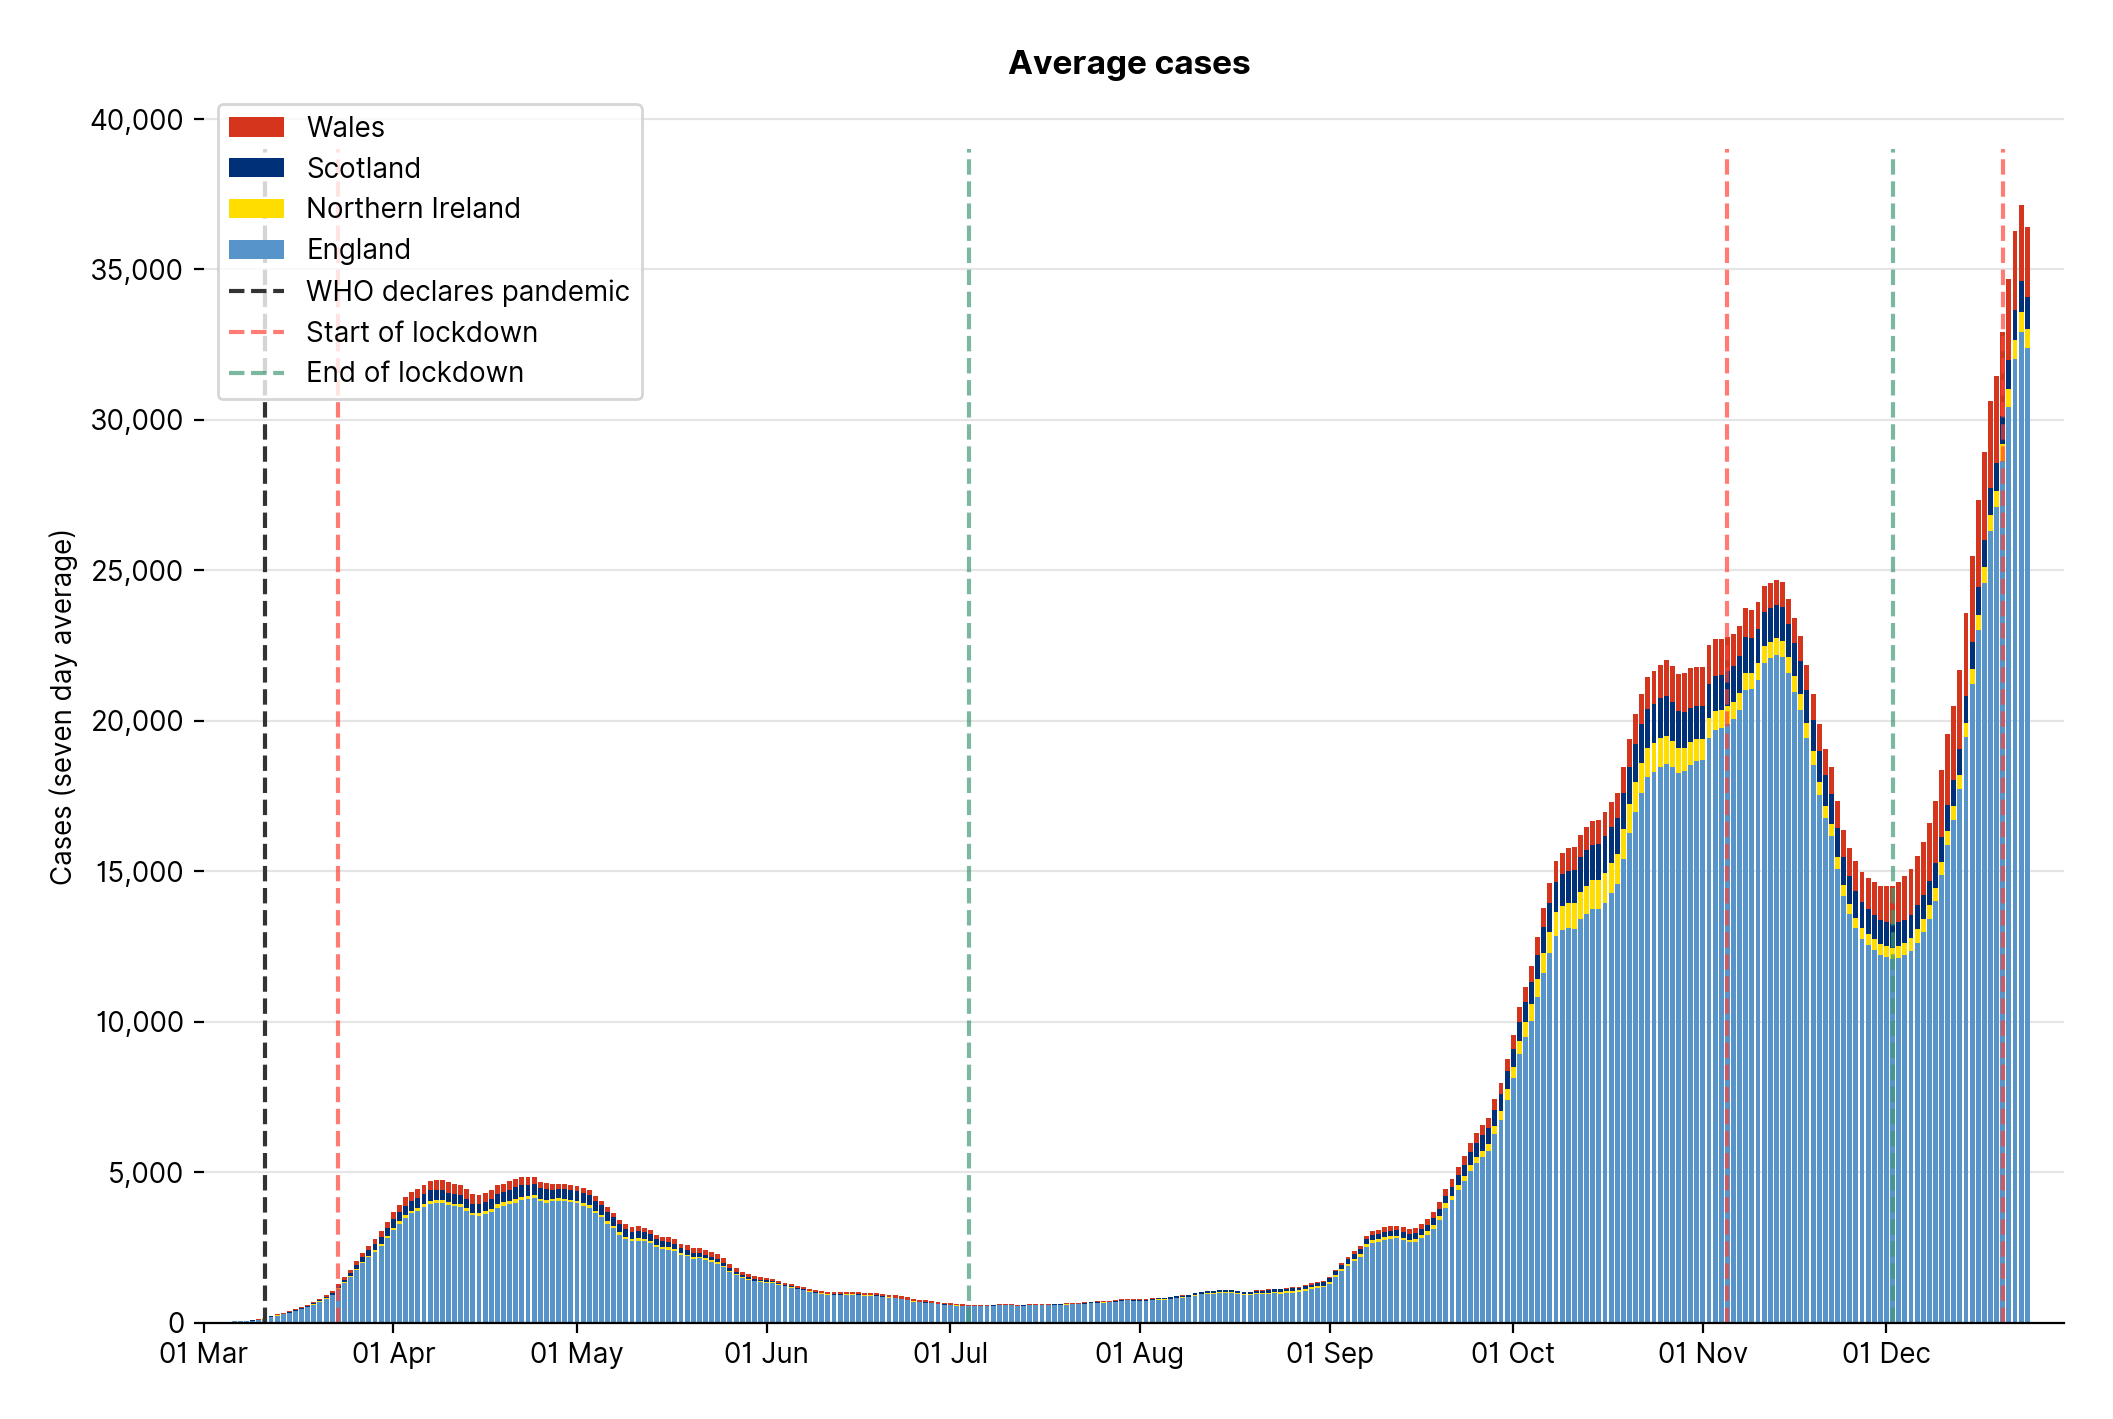 Average cases
40,000
35,000
30,000
25,000
20,000
15,000
10,000
5,000
0
Cases (seven day average)
Wales
Scotland
Northern Ireland
England
WHO declares pandemic
Start of lockdown
End of lockdown
01 Mar
01 Apr
01 May
01 Jun
01 Jul
01 Aug
01 Sep
01 Oct
01 Nov
01 Dec